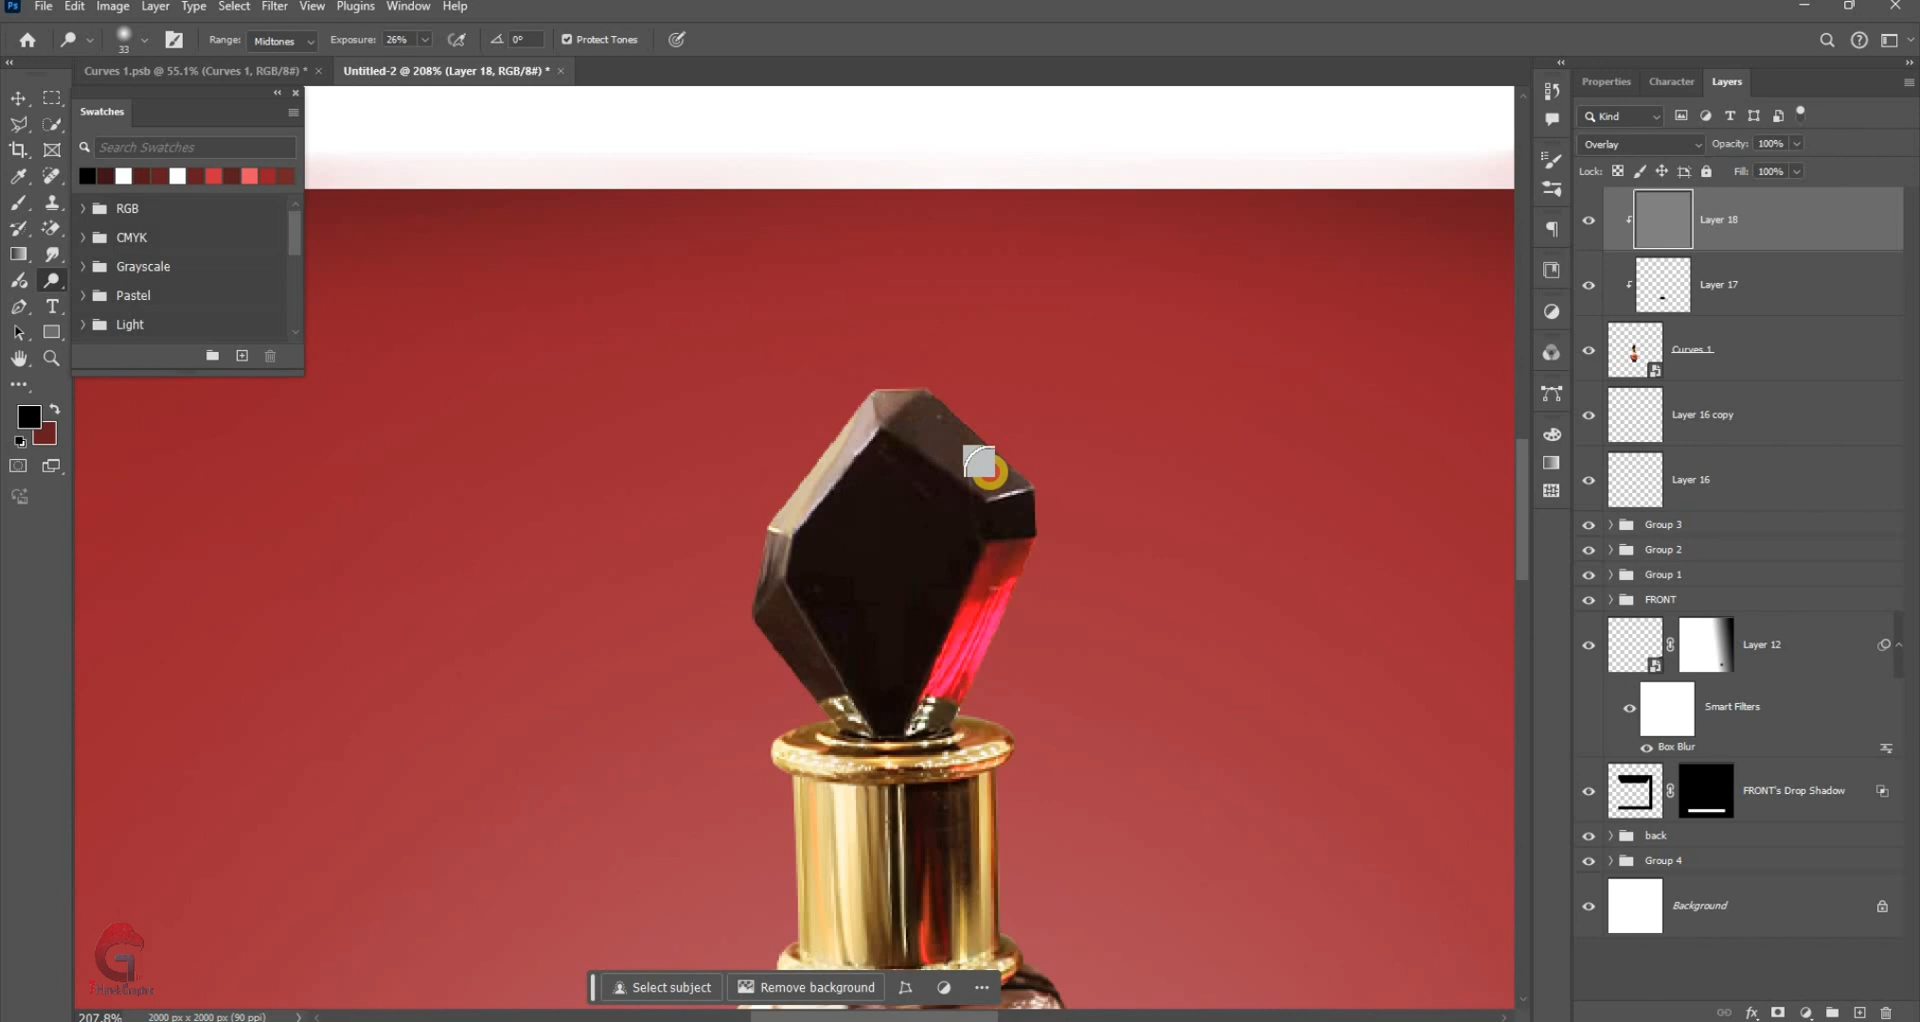 Ps File Edit Image Layer Type Select Filter View Plugins Window Help
33 Range: Midtones Exposure: 26% 0° Protect Tones
Curves 1.psb @ 55.1% (Curves 1, RGB/8#) * × Untitled-2 @ 208% (Layer 18, RGB/8#) * ×
Swatches
Search Swatches
RGB
CMYK
Grayscale
Pastel
Light
Select subject Remove background
207.8% 2000 px x 2000 px (90 ppi)
Properties Character Layers
Kind
Overlay Opacity: 100%
Lock: Fill: 100%
Layer 18
Layer 17
Curves 1
Layer 16 copy
Layer 16
Group 3
Group 2
Group 1
FRONT
Layer 12
Smart Filters
Box Blur
FRONT's Drop Shadow
back
Group 4
Background
fx